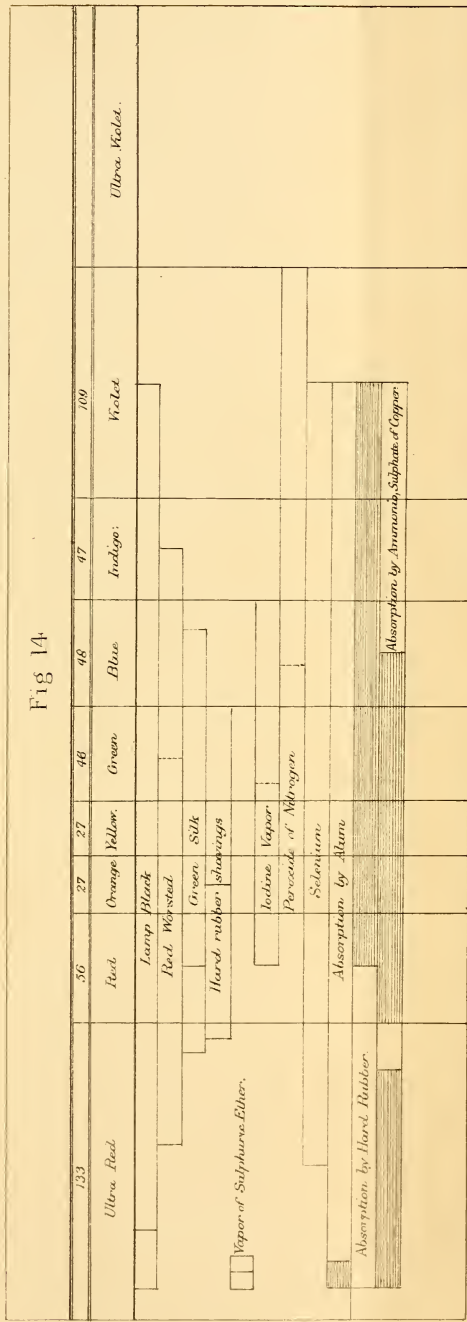 Fig 14
133 56 27 27 46 48 47 109
Ultra Red Red Orange Yellow. Green Blue Indigo: Violet Ultra Violet.
Lamp Black
Red Worsted
Green Silk
Hard rubber shavings
Vapor of Sulphuric Ether.
Iodine Vapor
Peroxide of Nitrogen
Selenium
Absorption by Alum
Absorption by Hard Rubber.
Absorption by Ammonio, Sulphate of Copper